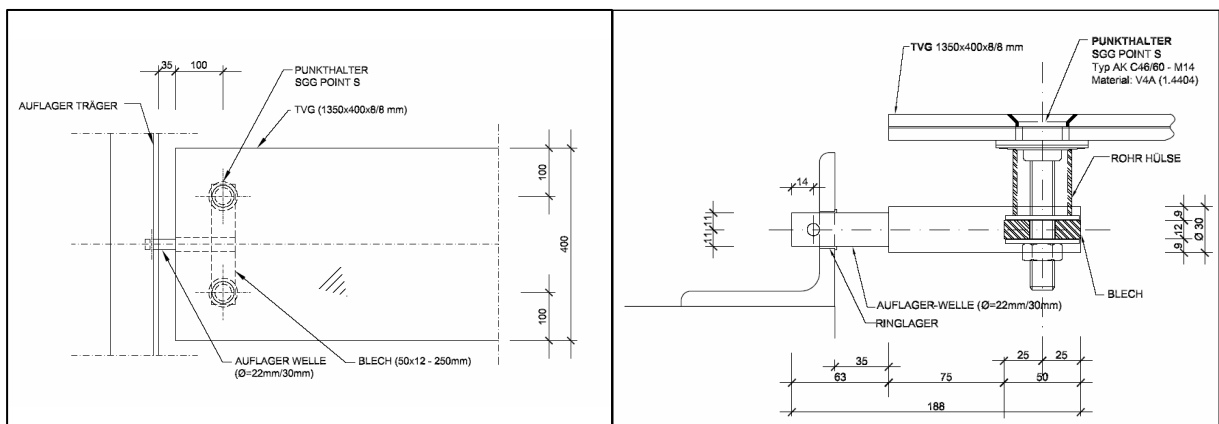 35
100
PUNKTHALTER
SGG POINT S
AUFLAGER TRÄGER
TVG (1350x400x8/8 mm)
100
400
100
AUFLAGER WELLE
(Ø=22mm/30mm)
BLECH (50x12 - 250mm)
TVG 1350x400x8/8 mm
PUNKTHALTER
SGG POINT S
Typ AK C46/60 - M14
Material: V4A (1.4404)
ROHR HÜLSE
14
11
11
9
12
9
Ø 30
BLECH
AUFLAGER-WELLE (Ø=22mm/30mm)
RINGLAGER
35
25
25
63
75
50
188